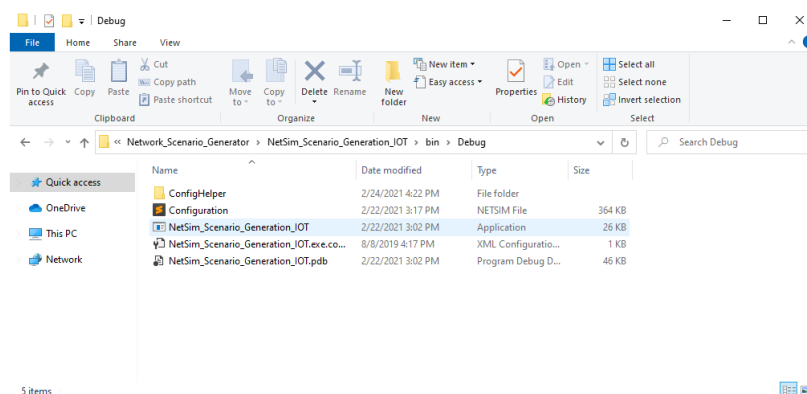 Debug
File Home Share View
Pin to Quick access
Copy
Paste
Cut
Copy path
Paste shortcut
Clipboard
Move to
Copy to
Delete
Rename
Organize
New folder
New item
Easy access
New
Properties
Open
Edit
History
Open
Select all
Select none
Invert selection
Select
« Network_Scenario_Generator > NetSim_Scenario_Generation_IOT > bin > Debug
Search Debug
Quick access
OneDrive
This PC
Network
Name Date modified Type Size
ConfigHelper 2/24/2021 4:22 PM File folder
Configuration 2/22/2021 3:17 PM NETSIM File 364 KB
NetSim_Scenario_Generation_IOT 2/22/2021 3:02 PM Application 26 KB
NetSim_Scenario_Generation_IOT.exe.co... 8/8/2019 4:17 PM XML Configuratio... 1 KB
NetSim_Scenario_Generation_IOT.pdb 2/22/2021 3:02 PM Program Debug D... 46 KB
5 items